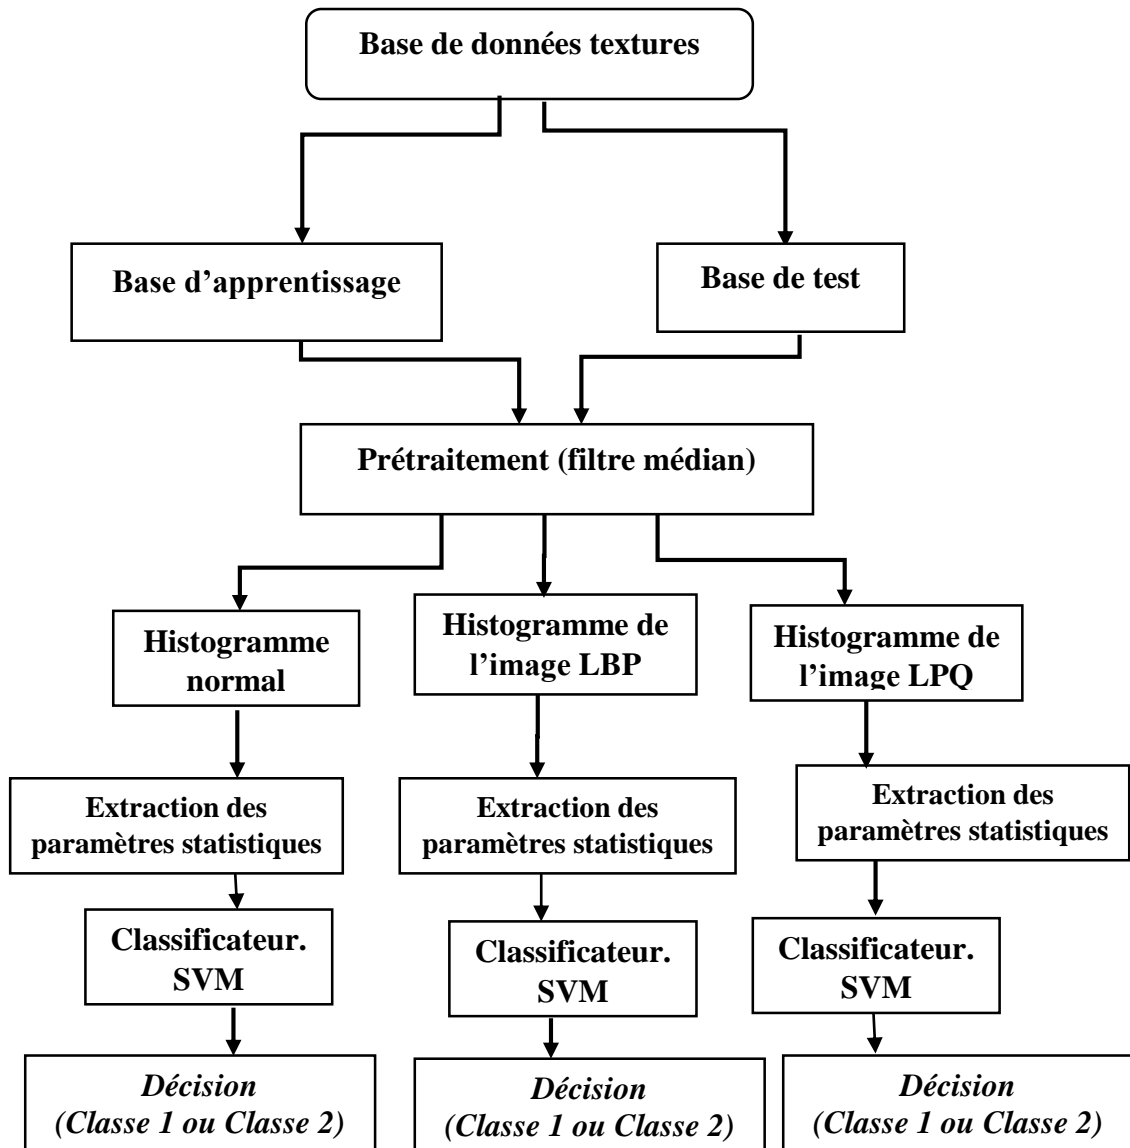 Base de données textures
Base d’apprentissage
Base de test
Prétraitement (filtre médian)
Histogramme
normal
Histogramme de
l’image LBP
Histogramme de
l’image LPQ
Extraction des
paramètres statistiques
Extraction des
paramètres statistiques
Extraction des
paramètres statistiques
Classificateur.
SVM
Classificateur.
SVM
Classificateur.
SVM
Décision
(Classe 1 ou Classe 2)
Décision
(Classe 1 ou Classe 2)
Décision
(Classe 1 ou Classe 2)